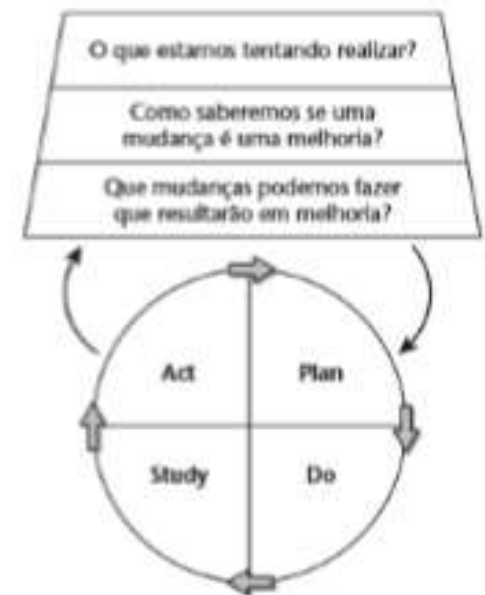 O que estamos tentando realizar?
Como saberemos se uma
mudança é uma melhoria?
Que mudanças podemos fazer
que resultarão em melhoria?
Act
Plan
Study
Do